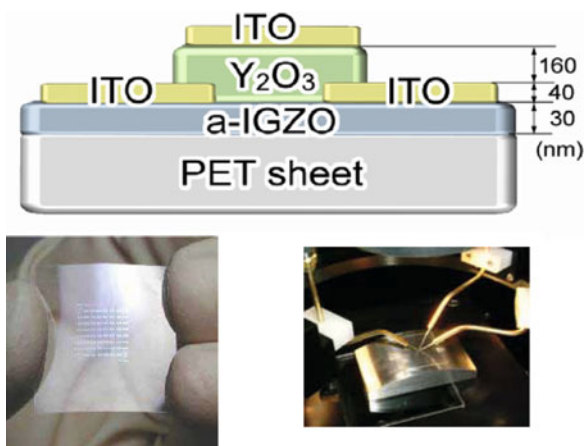 ITO
Y₂O₃
160
ITO
ITO
40
a-IGZO
30
(nm)
PET sheet